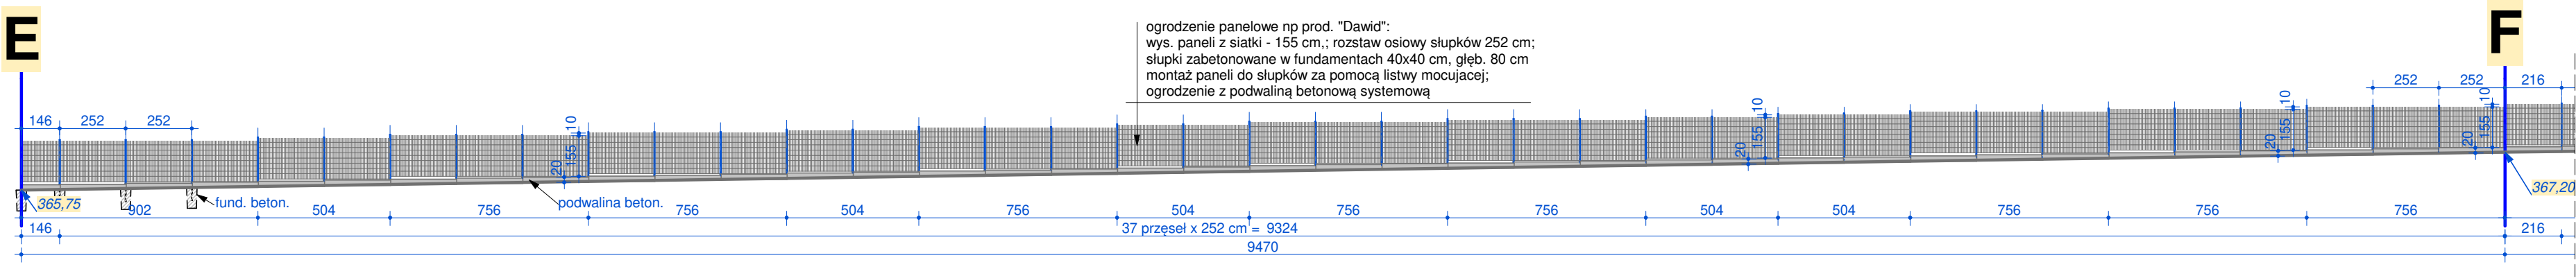 E
F
ogrodzenie panelowe np prod. "Dawid":
wys. paneli z siatki - 155 cm,; rozstaw osiowy słupków 252 cm;
słupki zabetonowane w fundamentach 40x40 cm, głęb. 80 cm
montaż paneli do słupków za pomocą listwy mocujacej;
ogrodzenie z podwaliną betonową systemową
252 252 216
146 252 252
20 155 10
20 155 10
20 155 10
20 155 10
365,75
fund. beton.
podwalina beton.
367,20
902 504 756 756 504 756 504 756 756 504 504 756 756 756
146 37 przęseł x 252 cm = 9324 216
9470